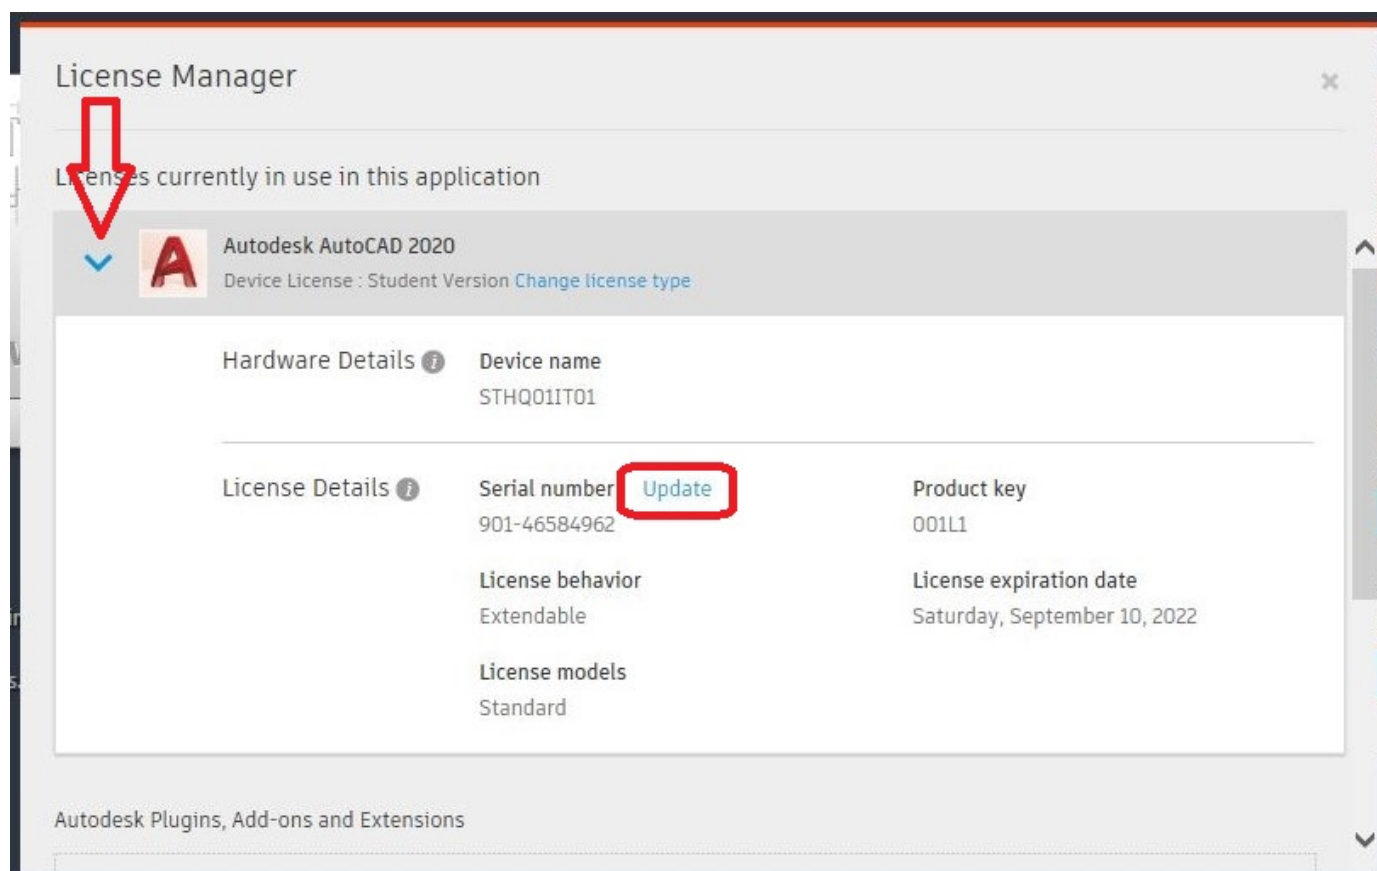 License Manager
Licenses currently in use in this application
Autodesk AutoCAD 2020
Device License : Student Version Change license type
Hardware Details
Device name
STHQ01IT01
License Details
Serial number Update
Product key
901-46584962
001L1
License behavior
License expiration date
Extendable
Saturday, September 10, 2022
License models
Standard
Autodesk Plugins, Add-ons and Extensions